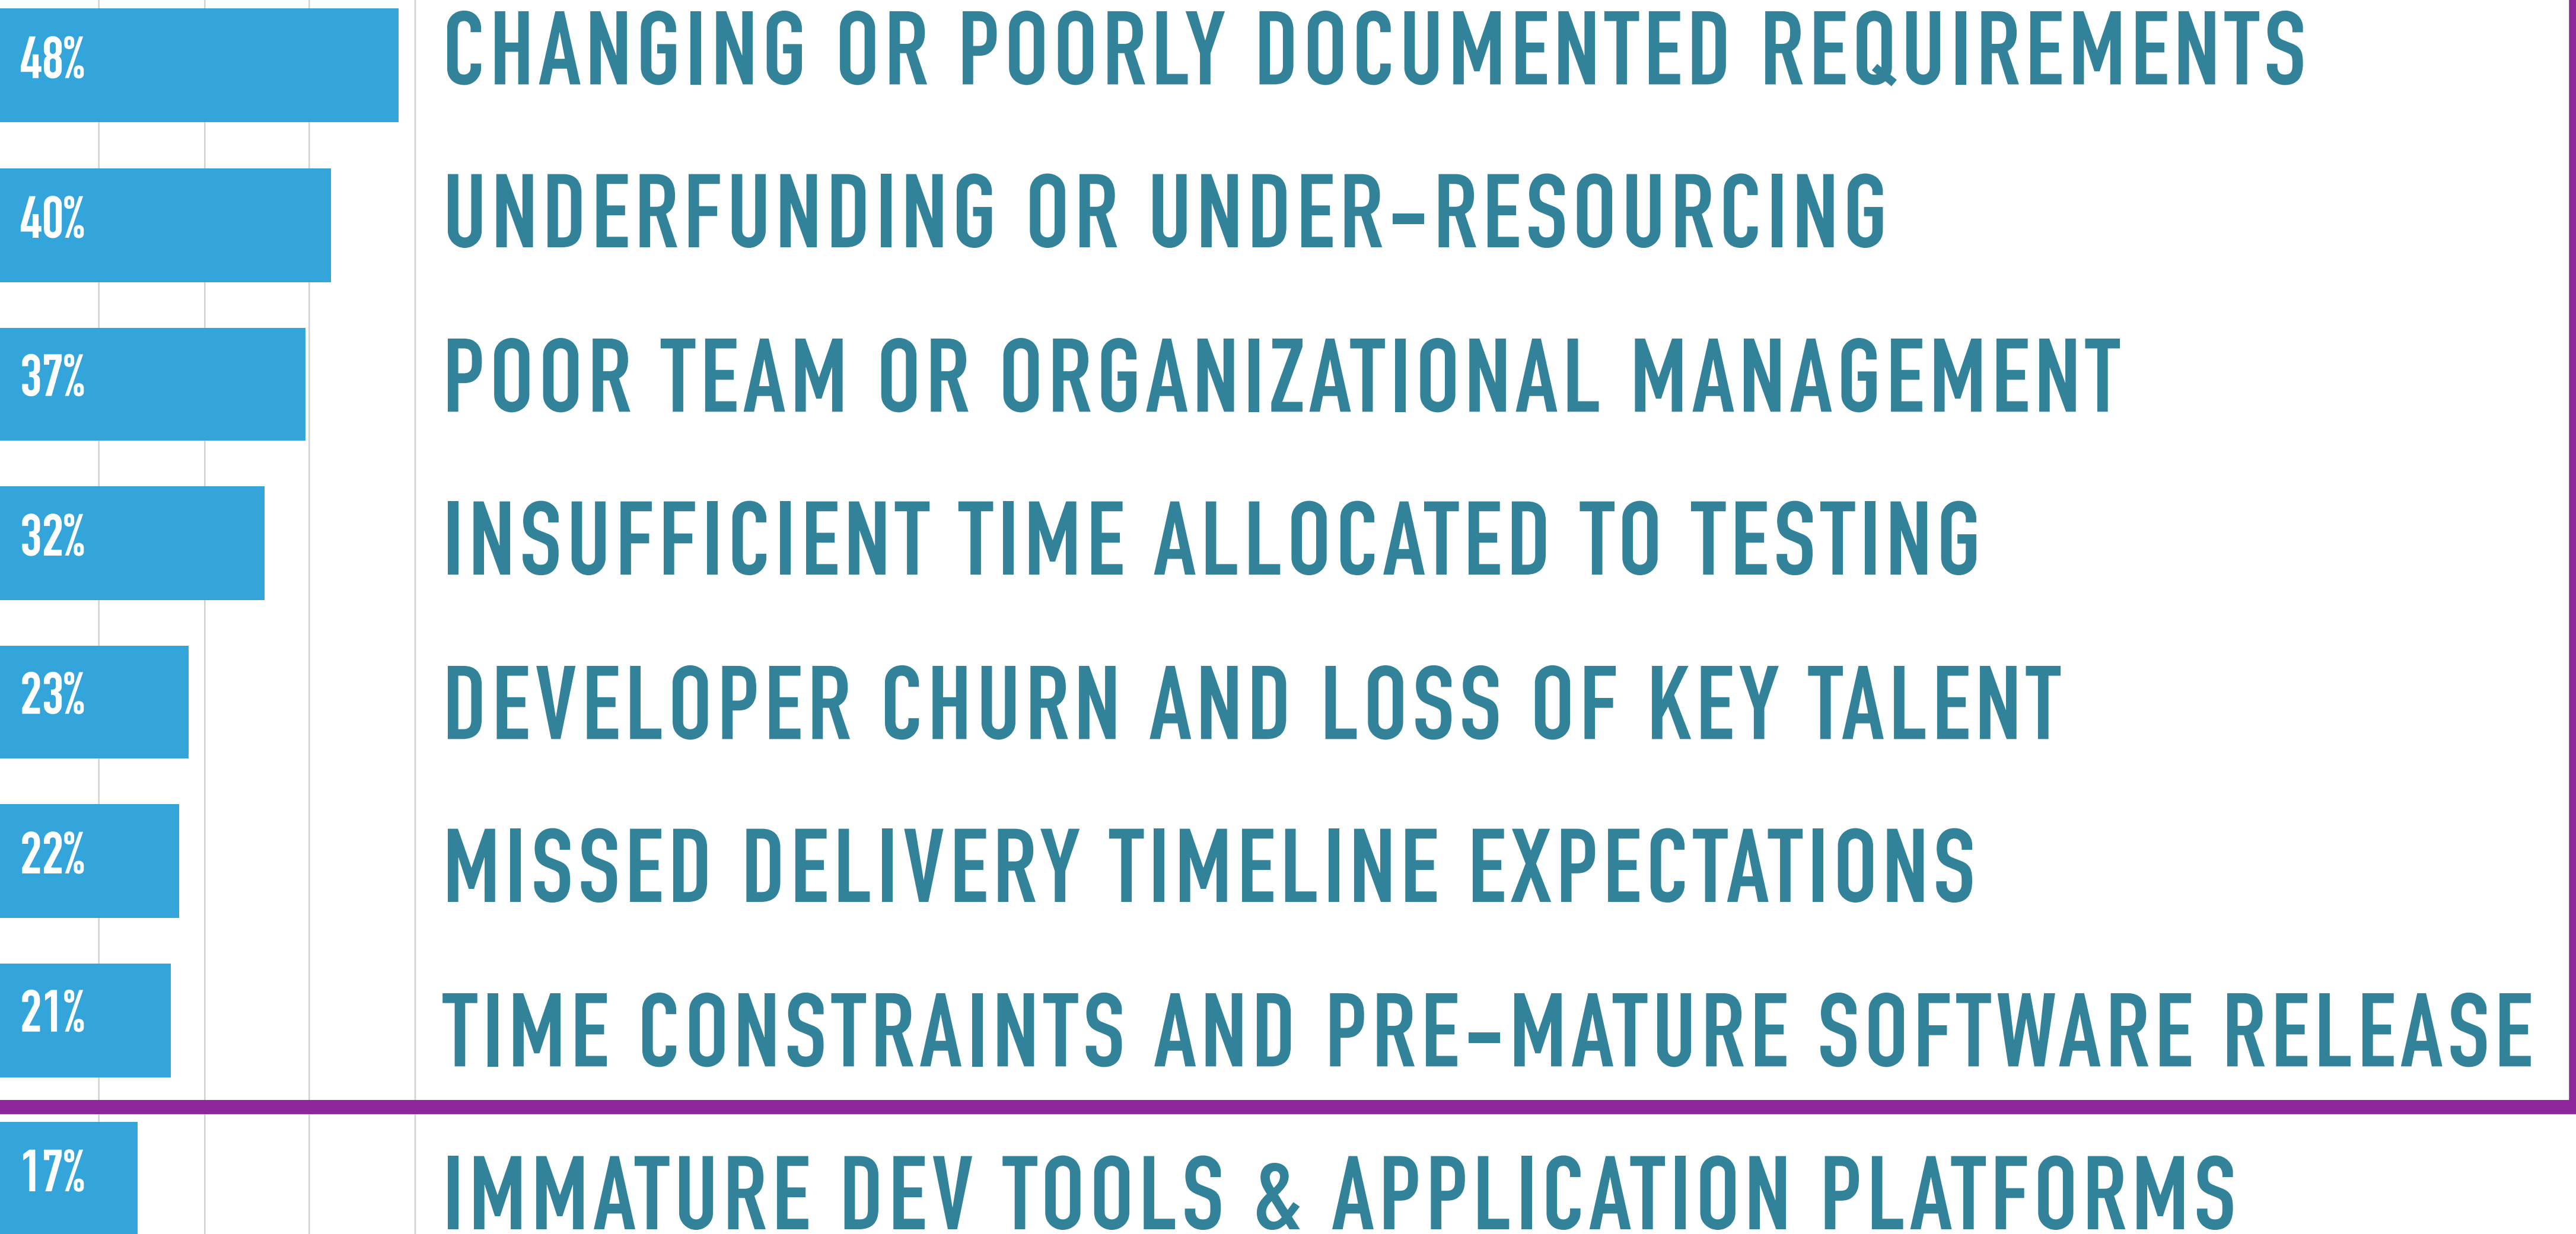 48% CHANGING OR POORLY DOCUMENTED REQUIREMENTS
40% UNDERFUNDING OR UNDER-RESOURCING
37% POOR TEAM OR ORGANIZATIONAL MANAGEMENT
32% INSUFFICIENT TIME ALLOCATED TO TESTING
23% DEVELOPER CHURN AND LOSS OF KEY TALENT
22% MISSED DELIVERY TIMELINE EXPECTATIONS
21% TIME CONSTRAINTS AND PRE-MATURE SOFTWARE RELEASE
17% IMMATURE DEV TOOLS & APPLICATION PLATFORMS